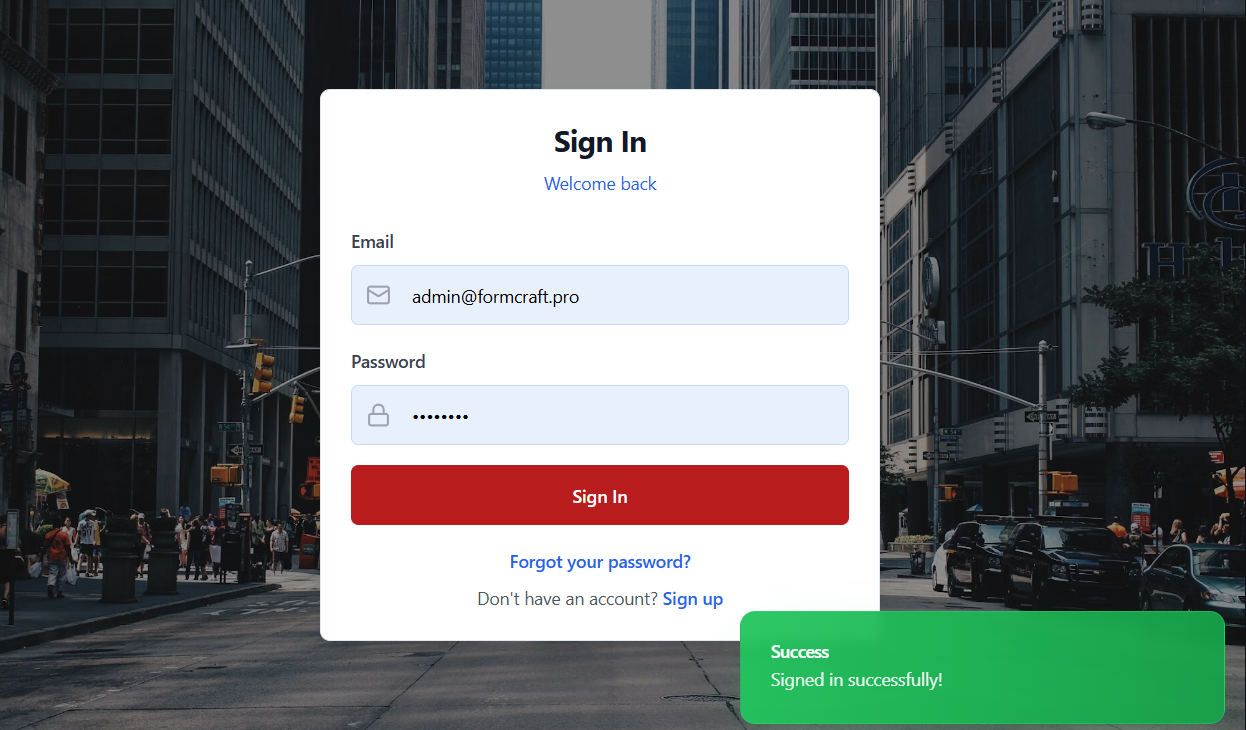 Sign In
Welcome back
Email
admin@formcraft.pro
Password
••••••••
Sign In
Forgot your password?
Don't have an account? Sign up
Success
Signed in successfully!